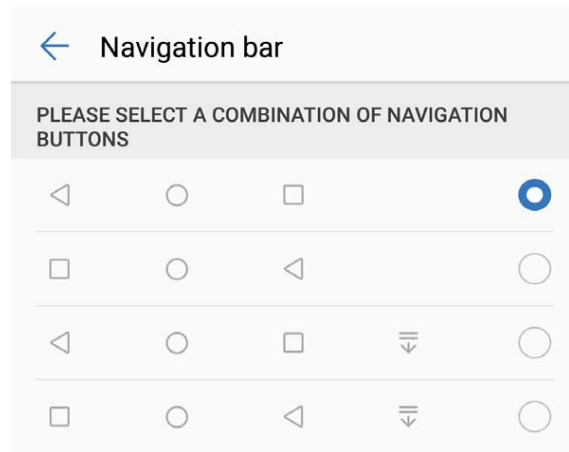 Navigation bar
PLEASE SELECT A COMBINATION OF NAVIGATION
BUTTONS